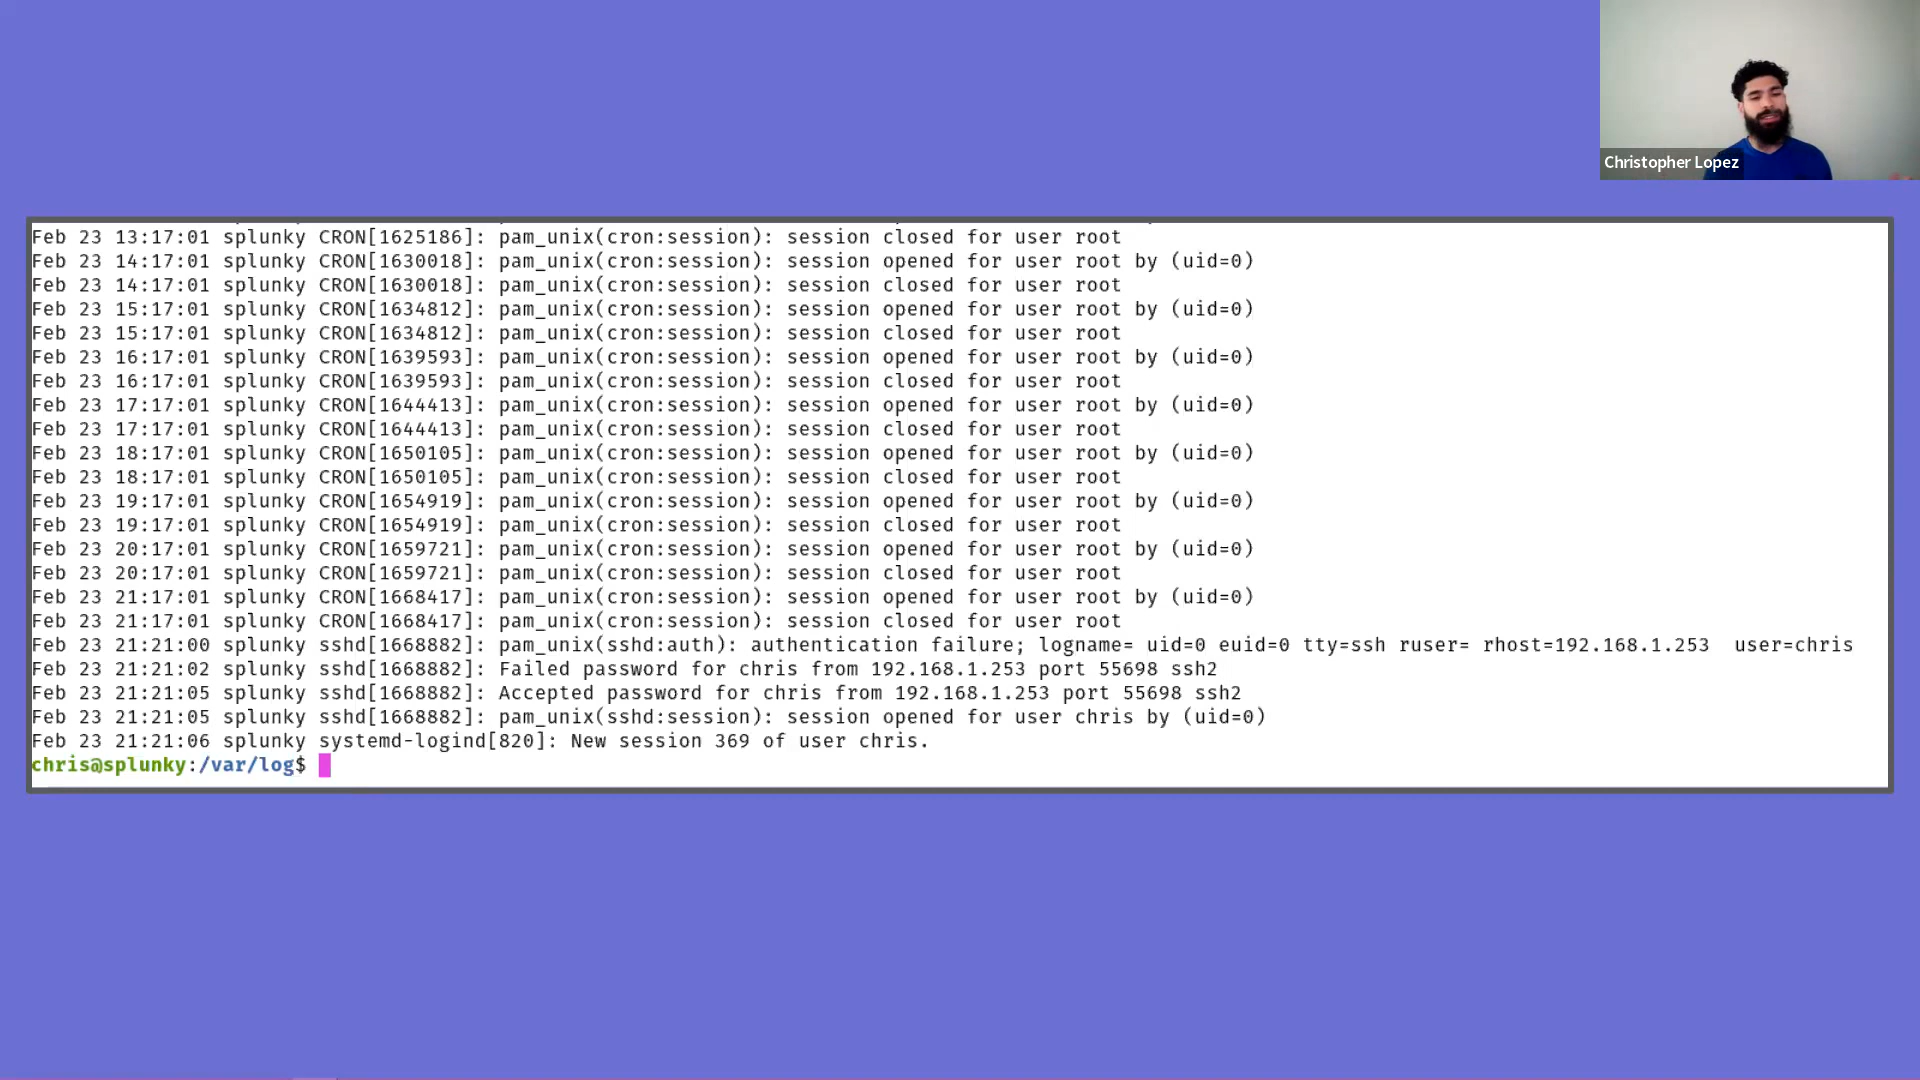 Christopher Lopez
Feb 23 13:17:01 splunky CRON[1625186]: pam_unix(cron:session): session closed for user root
Feb 23 14:17:01 splunky CRON[1630018]: pam_unix(cron:session): session opened for user root by (uid=0)
Feb 23 14:17:01 splunky CRON[1630018]: pam_unix(cron:session): session closed for user root
Feb 23 15:17:01 splunky CRON[1634812]: pam_unix(cron:session): session opened for user root by (uid=0)
Feb 23 15:17:01 splunky CRON[1634812]: pam_unix(cron:session): session closed for user root
Feb 23 16:17:01 splunky CRON[1639593]: pam_unix(cron:session): session opened for user root by (uid=0)
Feb 23 16:17:01 splunky CRON[1639593]: pam_unix(cron:session): session closed for user root
Feb 23 17:17:01 splunky CRON[1644413]: pam_unix(cron:session): session opened for user root by (uid=0)
Feb 23 17:17:01 splunky CRON[1644413]: pam_unix(cron:session): session closed for user root
Feb 23 18:17:01 splunky CRON[1650105]: pam_unix(cron:session): session opened for user root by (uid=0)
Feb 23 18:17:01 splunky CRON[1650105]: pam_unix(cron:session): session closed for user root
Feb 23 19:17:01 splunky CRON[1654919]: pam_unix(cron:session): session opened for user root by (uid=0)
Feb 23 19:17:01 splunky CRON[1654919]: pam_unix(cron:session): session closed for user root
Feb 23 20:17:01 splunky CRON[1659721]: pam_unix(cron:session): session opened for user root by (uid=0)
Feb 23 20:17:01 splunky CRON[1659721]: pam_unix(cron:session): session closed for user root
Feb 23 21:17:01 splunky CRON[1668417]: pam_unix(cron:session): session opened for user root by (uid=0)
Feb 23 21:17:01 splunky CRON[1668417]: pam_unix(cron:session): session closed for user root
Feb 23 21:21:00 splunky sshd[1668882]: pam_unix(sshd:auth): authentication failure; logname= uid=0 euid=0 tty=ssh ruser= rhost=192.168.1.253  user=chris
Feb 23 21:21:02 splunky sshd[1668882]: Failed password for chris from 192.168.1.253 port 55698 ssh2
Feb 23 21:21:05 splunky sshd[1668882]: Accepted password for chris from 192.168.1.253 port 55698 ssh2
Feb 23 21:21:05 splunky sshd[1668882]: pam_unix(sshd:session): session opened for user chris by (uid=0)
Feb 23 21:21:06 splunky systemd-logind[820]: New session 369 of user chris.
chris@splunky:/var/log$